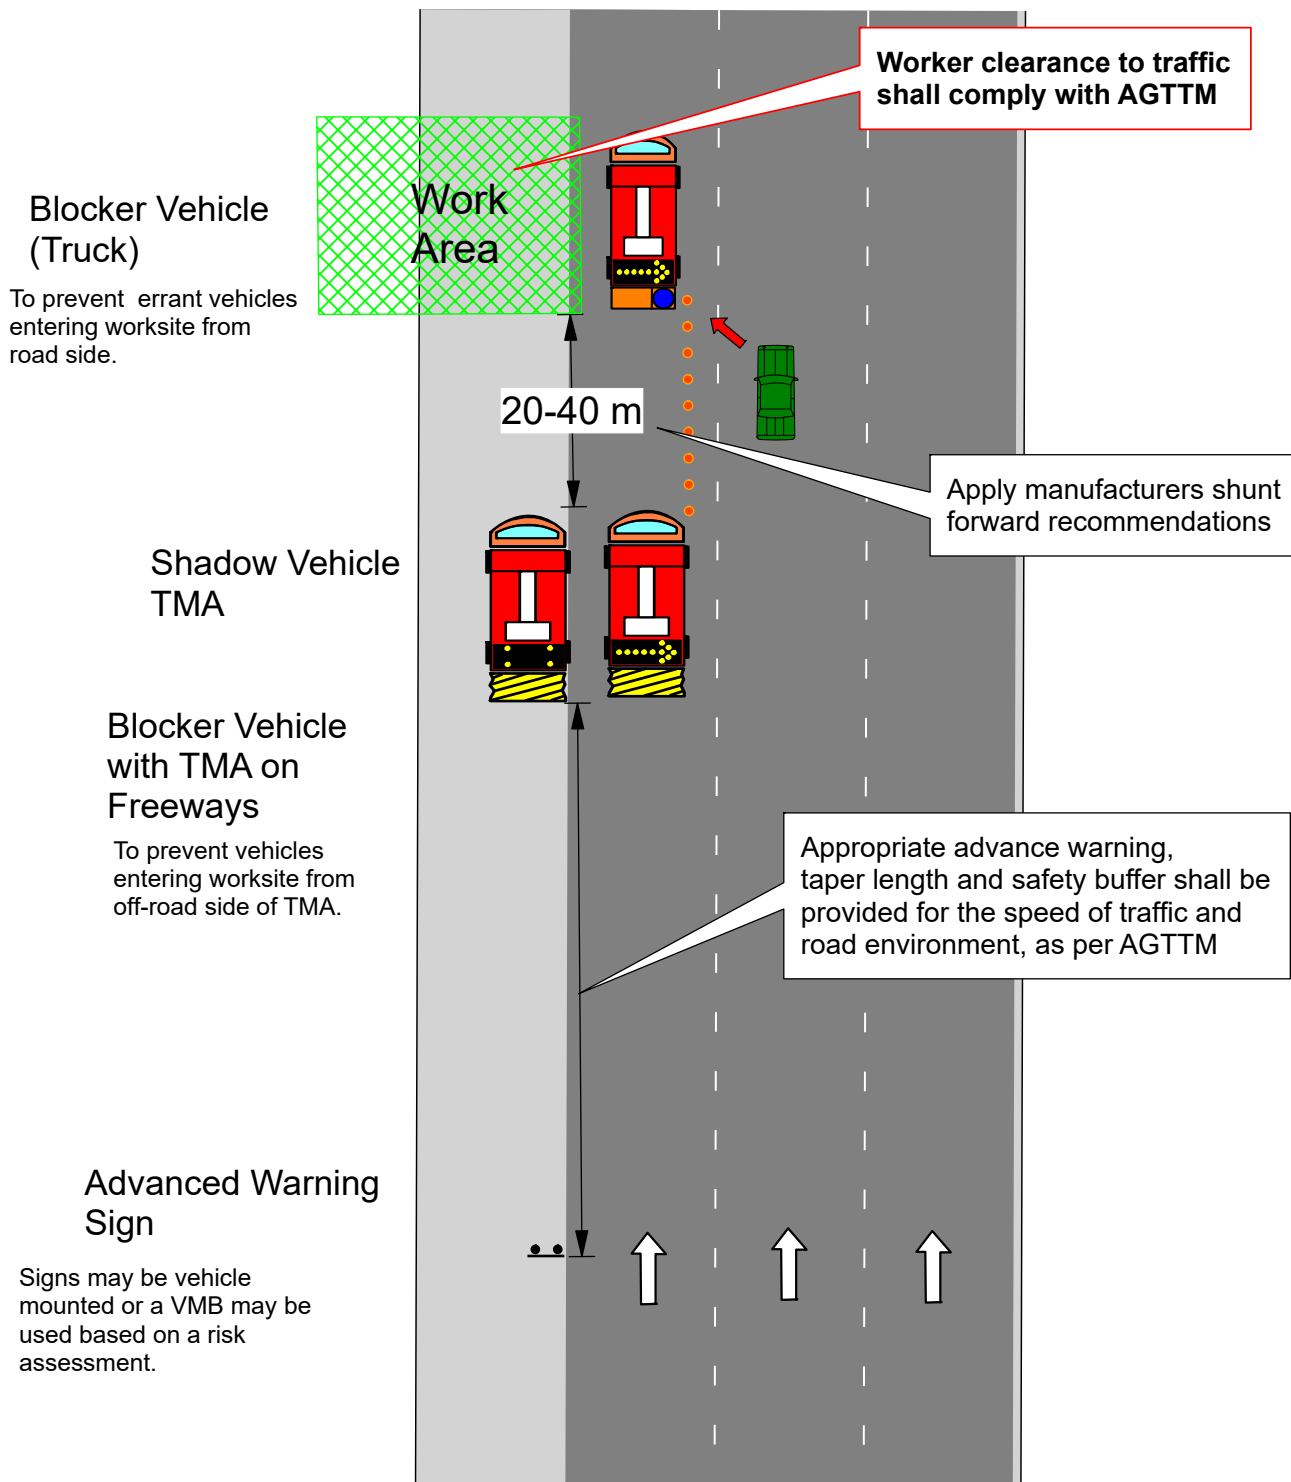 Worker clearance to traffic
shall comply with AGTTM
Work
Area
Blocker Vehicle
(Truck)
To prevent errant vehicles
entering worksite from
road side.
20-40 m
Apply manufacturers shunt
forward recommendations
Shadow Vehicle
TMA
Blocker Vehicle
with TMA on
Freeways
To prevent vehicles
entering worksite from
off-road side of TMA.
Appropriate advance warning,
taper length and safety buffer shall be
provided for the speed of traffic and
road environment, as per AGTTM
Advanced Warning
Sign
Signs may be vehicle
mounted or a VMB may be
used based on a risk
assessment.